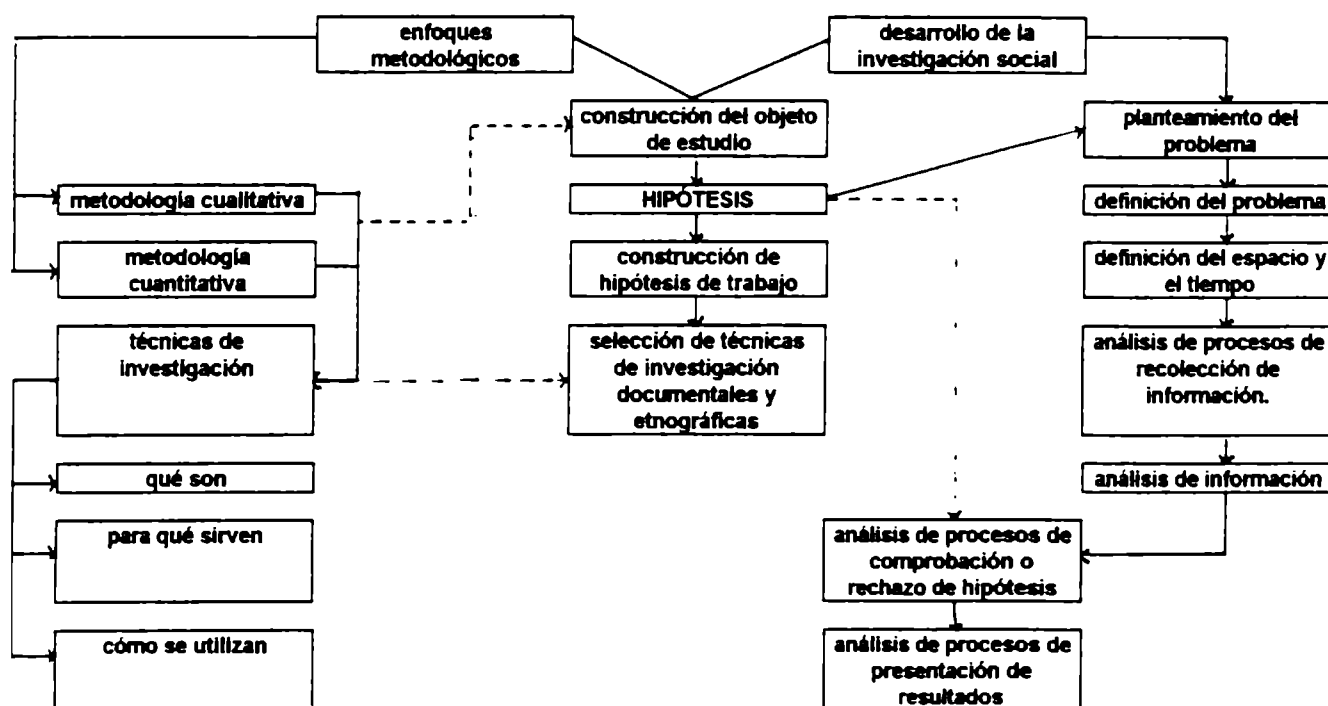 enfoques
metodológicos
desarrollo de la
investigación social
construcción del objeto
de estudio
planteamiento del
problema
metodología cualitativa
HIPÓTESIS
definición del problema
metodología
cuantitativa
construcción de
hipótesis de trabajo
definición del espacio y
el tiempo
técnicas de
investigación
selección de técnicas
de investigación
documentales y
etnográficas
análisis de procesos de
recolección de
información.
qué son
análisis de información
para qué sirven
análisis de procesos de
comprobación o
rechazo de hipótesis
cómo se utilizan
análisis de procesos de
presentación de
resultados